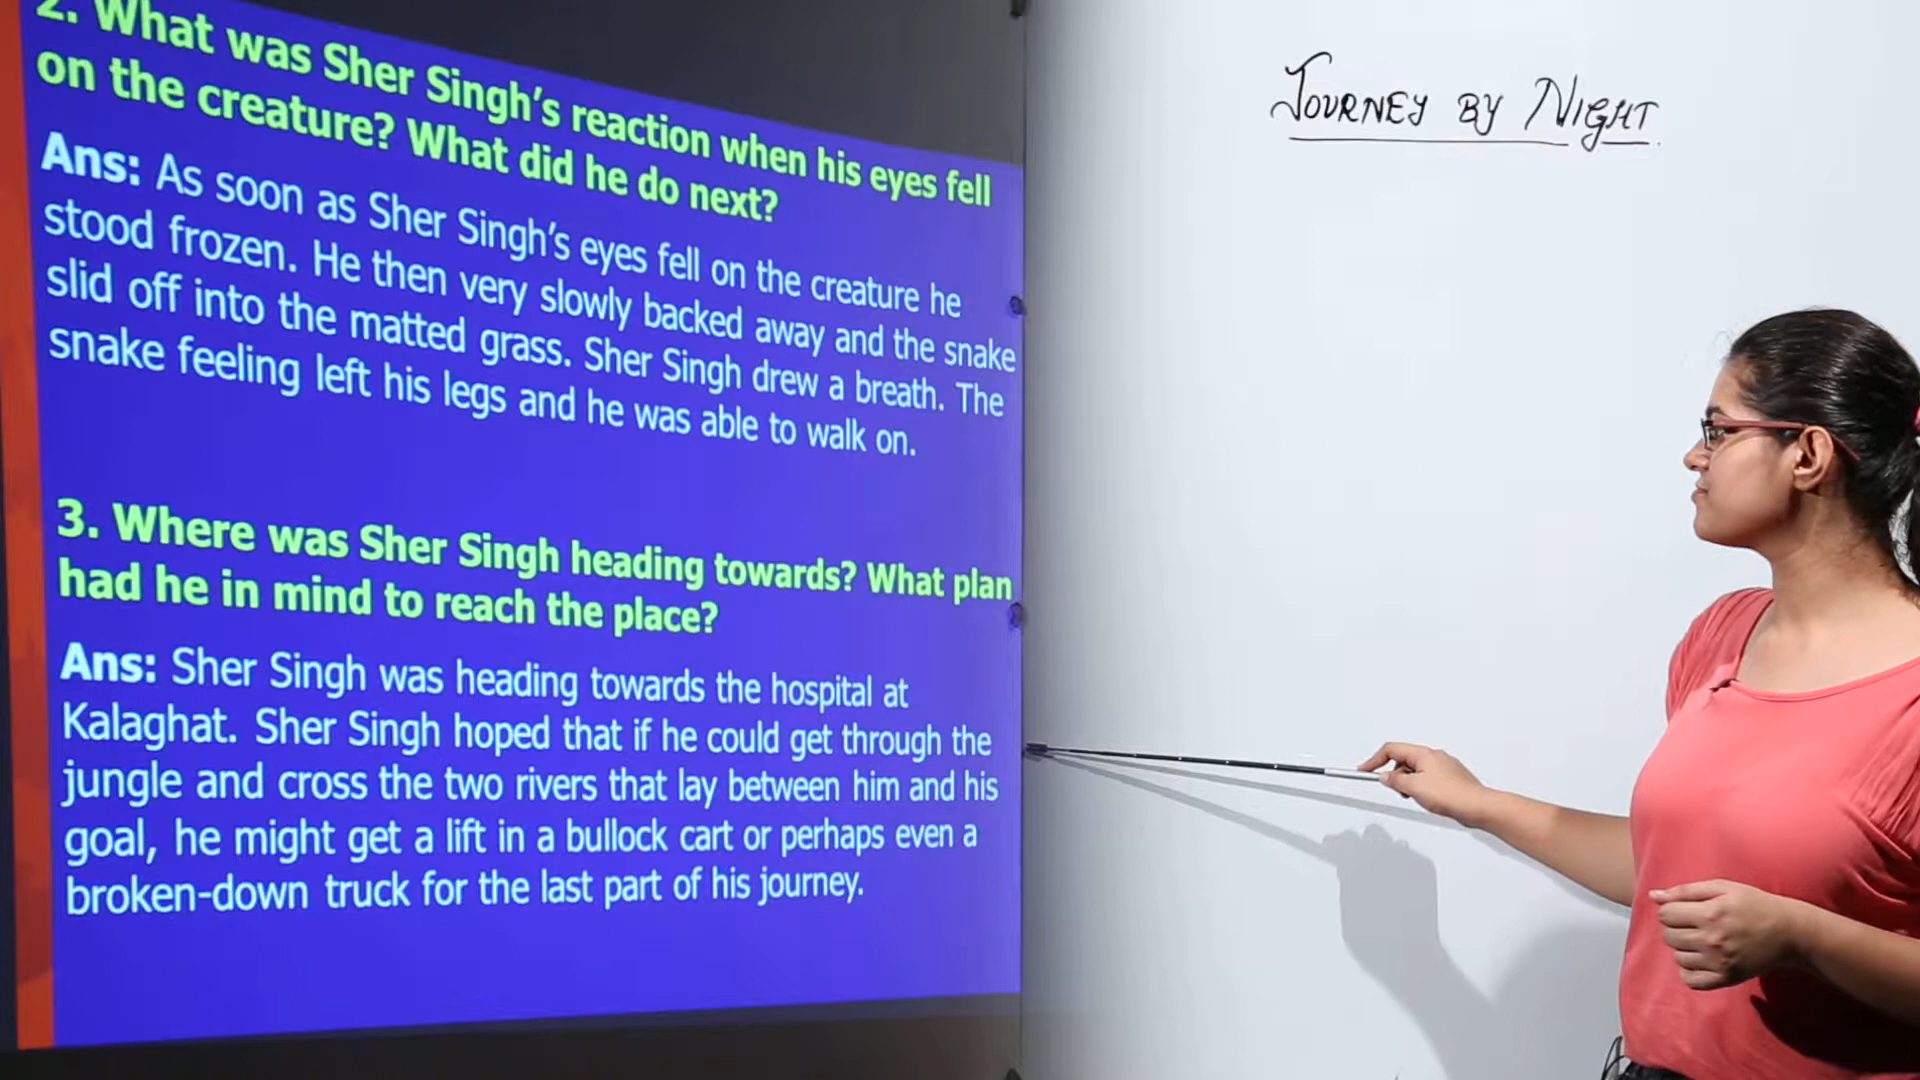 2. What was Sher Singh's reaction when his eyes fell
on the creature? What did he do next?
Ans: As soon as Sher Singh's eyes fell on the creature he
stood frozen. He then very slowly backed away and the snake
slid off into the matted grass. Sher Singh drew a breath. The
snake feeling left his legs and he was able to walk on.
3. Where was Sher Singh heading towards? What plan
had he in mind to reach the place?
Ans: Sher Singh was heading towards the hospital at
Kalaghat. Sher Singh hoped that if he could get through the
jungle and cross the two rivers that lay between him and his
goal, he might get a lift in a bullock cart or perhaps even a
broken-down truck for the last part of his journey.
JOURNEY BY NIGHT